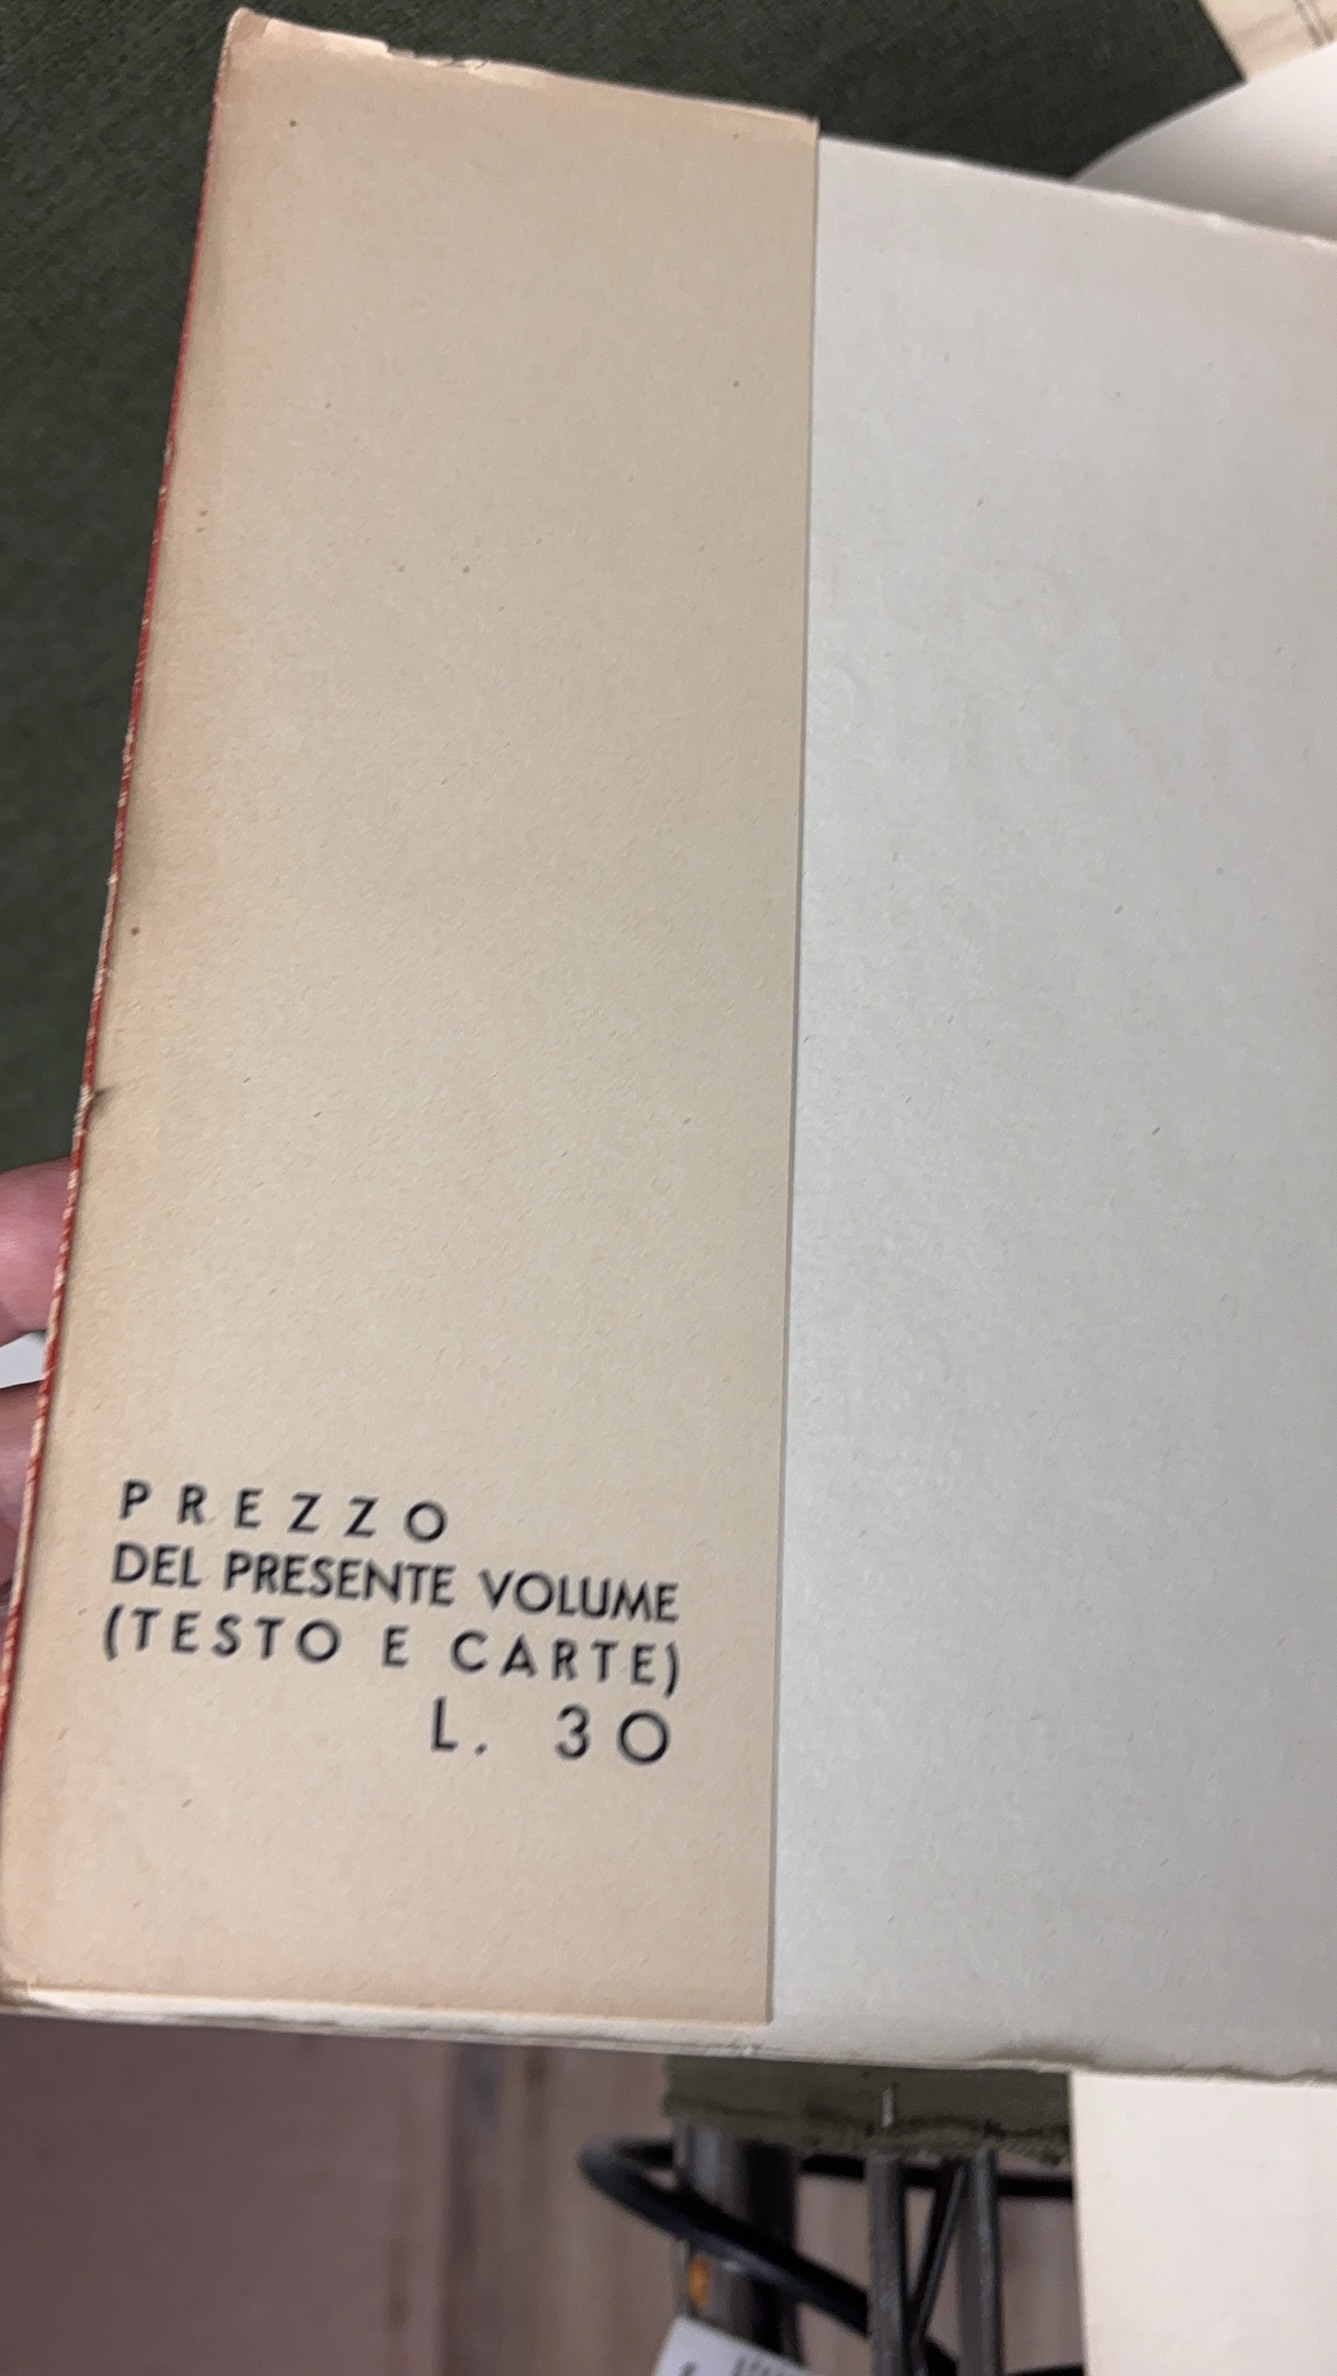 PREZZO
DEL PRESENTE VOLUME
(TESTO E CARTE)
L. 30